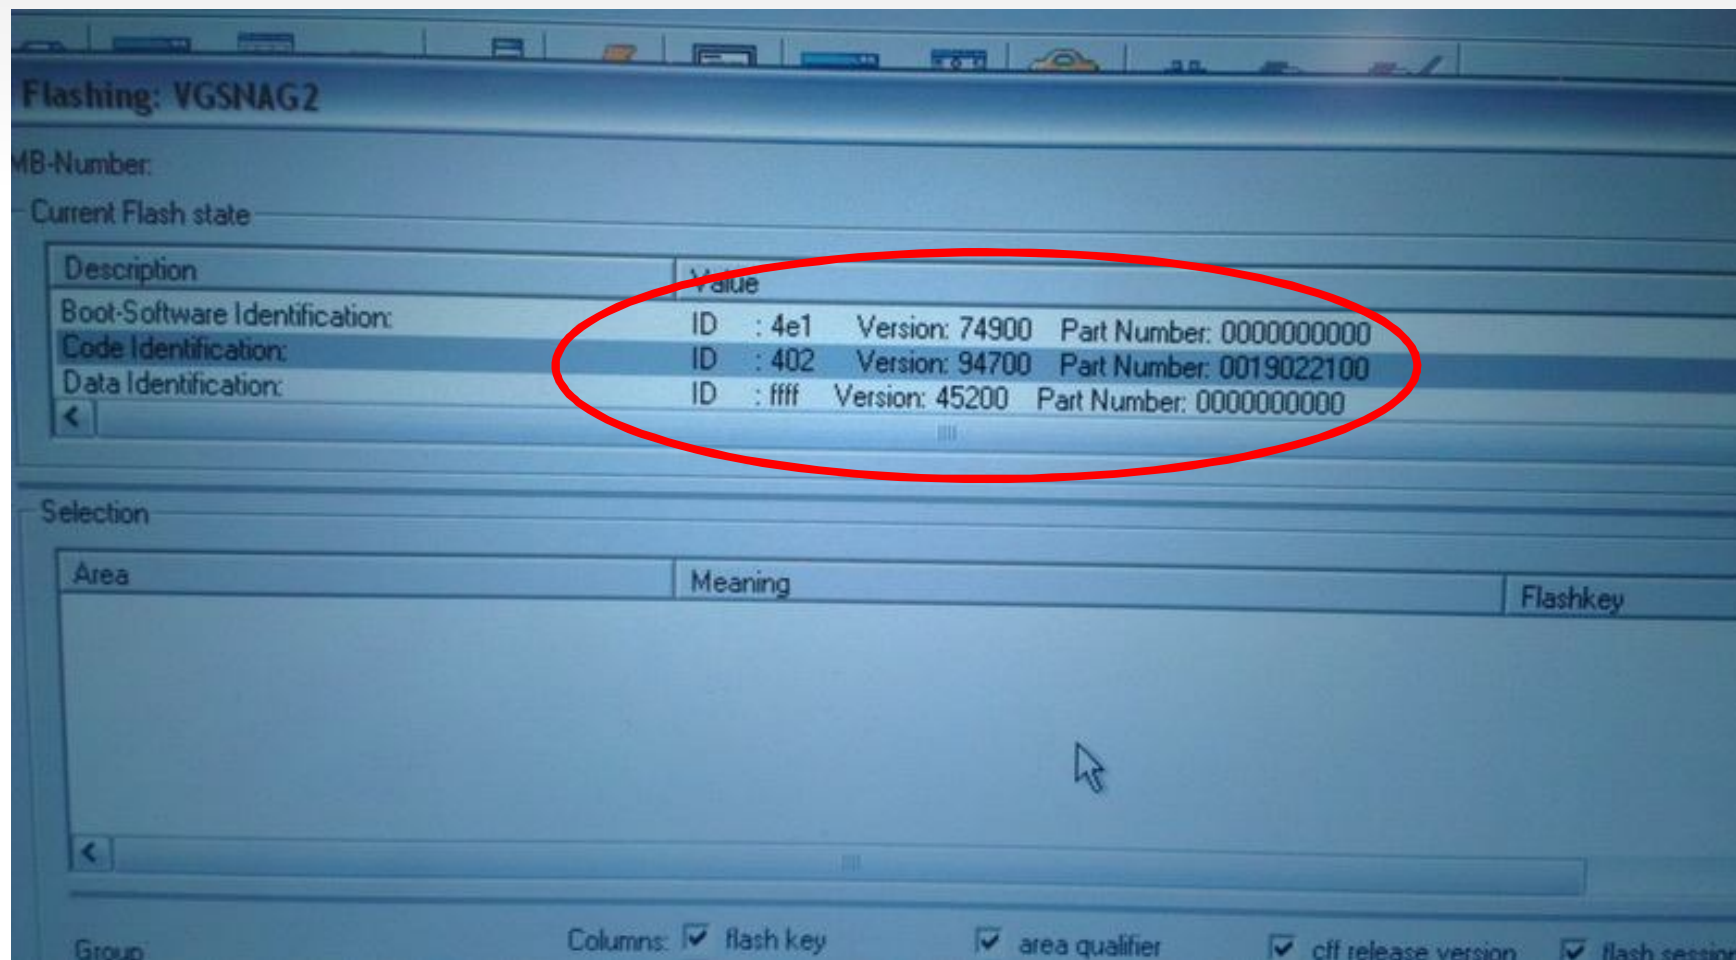 Flashing: VGSNAG2
MB-Number:
Current Flash state
Description Value
Boot-Software Identification: ID : 4e1 Version: 74900 Part Number: 0000000000
Code Identification: ID : 402 Version: 94700 Part Number: 0019022100
Data Identification: ID : ffff Version: 45200 Part Number: 0000000000
Selection
Area Meaning Flashkey
Group Columns: flash key area qualifier cff release version flash session